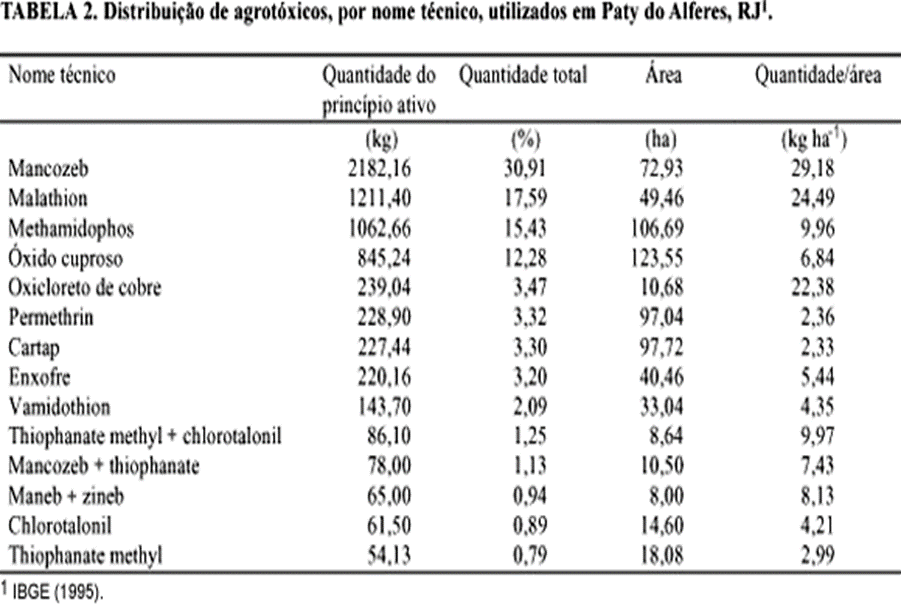 TABELA 2. Distribuição de agrotóxicos, por nome técnico, utilizados em Paty do Alferes, RJ¹.
Nome técnico Quantidade do Quantidade total Área Quantidade/área
princípio ativo
(kg) (%) (ha) (kg ha⁻¹)
Mancozeb 2182,16 30,91 72,93 29,18
Malathion 1211,40 17,59 49,46 24,49
Methamidophos 1062,66 15,43 106,69 9,96
Óxido cuproso 845,24 12,28 123,55 6,84
Oxicloreto de cobre 239,04 3,47 10,68 22,38
Permethrin 228,90 3,32 97,04 2,36
Cartap 227,44 3,30 97,72 2,33
Enxofre 220,16 3,20 40,46 5,44
Vamidothion 143,70 2,09 33,04 4,35
Thiophanate methyl + chlorotalonil 86,10 1,25 8,64 9,97
Mancozeb + thiophanate 78,00 1,13 10,50 7,43
Maneb + zineb 65,00 0,94 8,00 8,13
Chlorotalonil 61,50 0,89 14,60 4,21
Thiophanate methyl 54,13 0,79 18,08 2,99
¹ IBGE (1995).